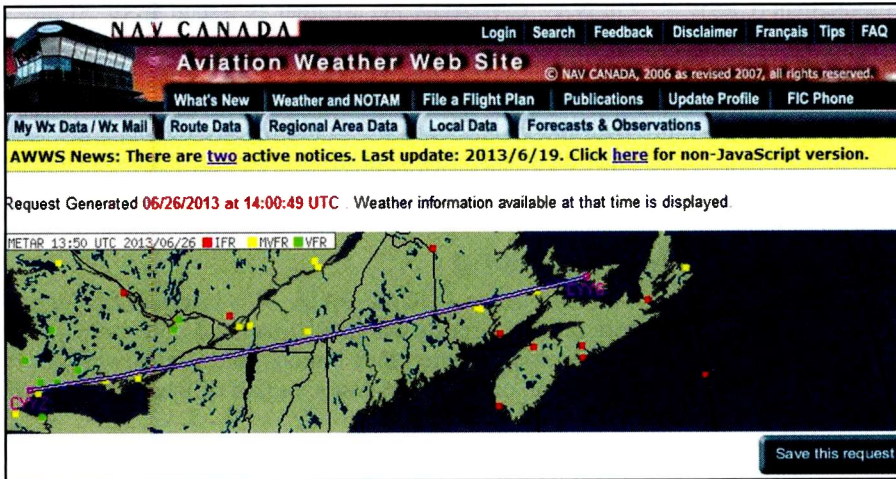 NAV CANADA
Login Search Feedback Disclaimer Français Tips FAQ
Aviation Weather Web Site
© NAV CANADA, 2006 as revised 2007, all rights reserved.
What's New Weather and NOTAM File a Flight Plan Publications Update Profile FIC Phone
My Wx Data / Wx Mail Route Data Regional Area Data Local Data Forecasts & Observations
AWWS News: There are two active notices. Last update: 2013/6/19. Click here for non-JavaScript version.
Request Generated 06/26/2013 at 14:00:49 UTC . Weather information available at that time is displayed.
METAR 13:50 UTC 2013/06/26 IFR MVFR VFR
Save this request